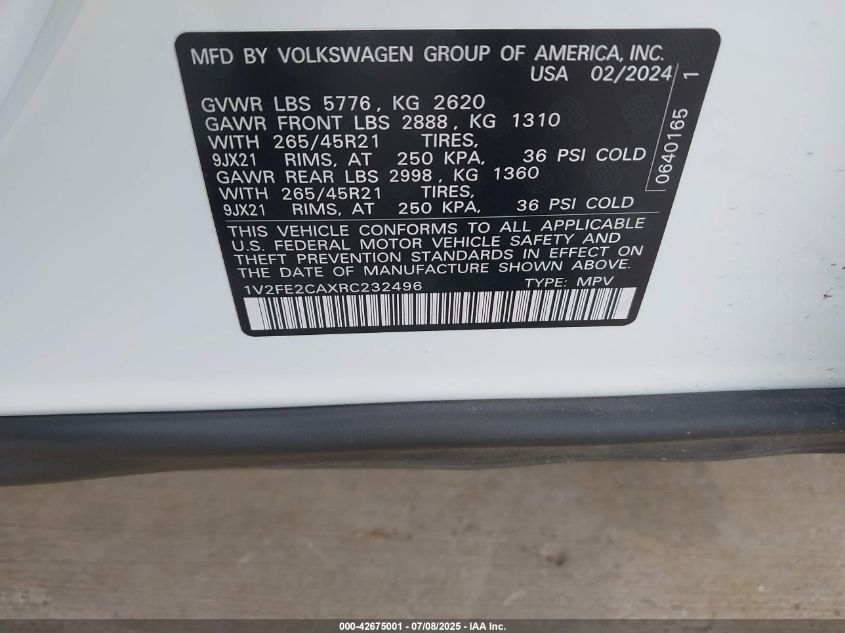 MFD BY VOLKSWAGEN GROUP OF AMERICA, INC.
USA 02/2024
GVWR LBS 5776, KG 2620
GAWR FRONT LBS 2888, KG 1310
WITH 265/45R21 TIRES,
9JX21 RIMS, AT 250 KPA, 36 PSI COLD
GAWR REAR LBS 2998, KG 1360
WITH 265/45R21 TIRES,
9JX21 RIMS, AT 250 KPA, 36 PSI COLD
0640165 1
THIS VEHICLE CONFORMS TO ALL APPLICABLE
U.S. FEDERAL MOTOR VEHICLE SAFETY AND
THEFT PREVENTION STANDARDS IN EFFECT ON
THE DATE OF MANUFACTURE SHOWN ABOVE.
1V2FE2CAXRC232496 TYPE: MPV
000-42675001 - 07/08/2025 - IAA Inc.